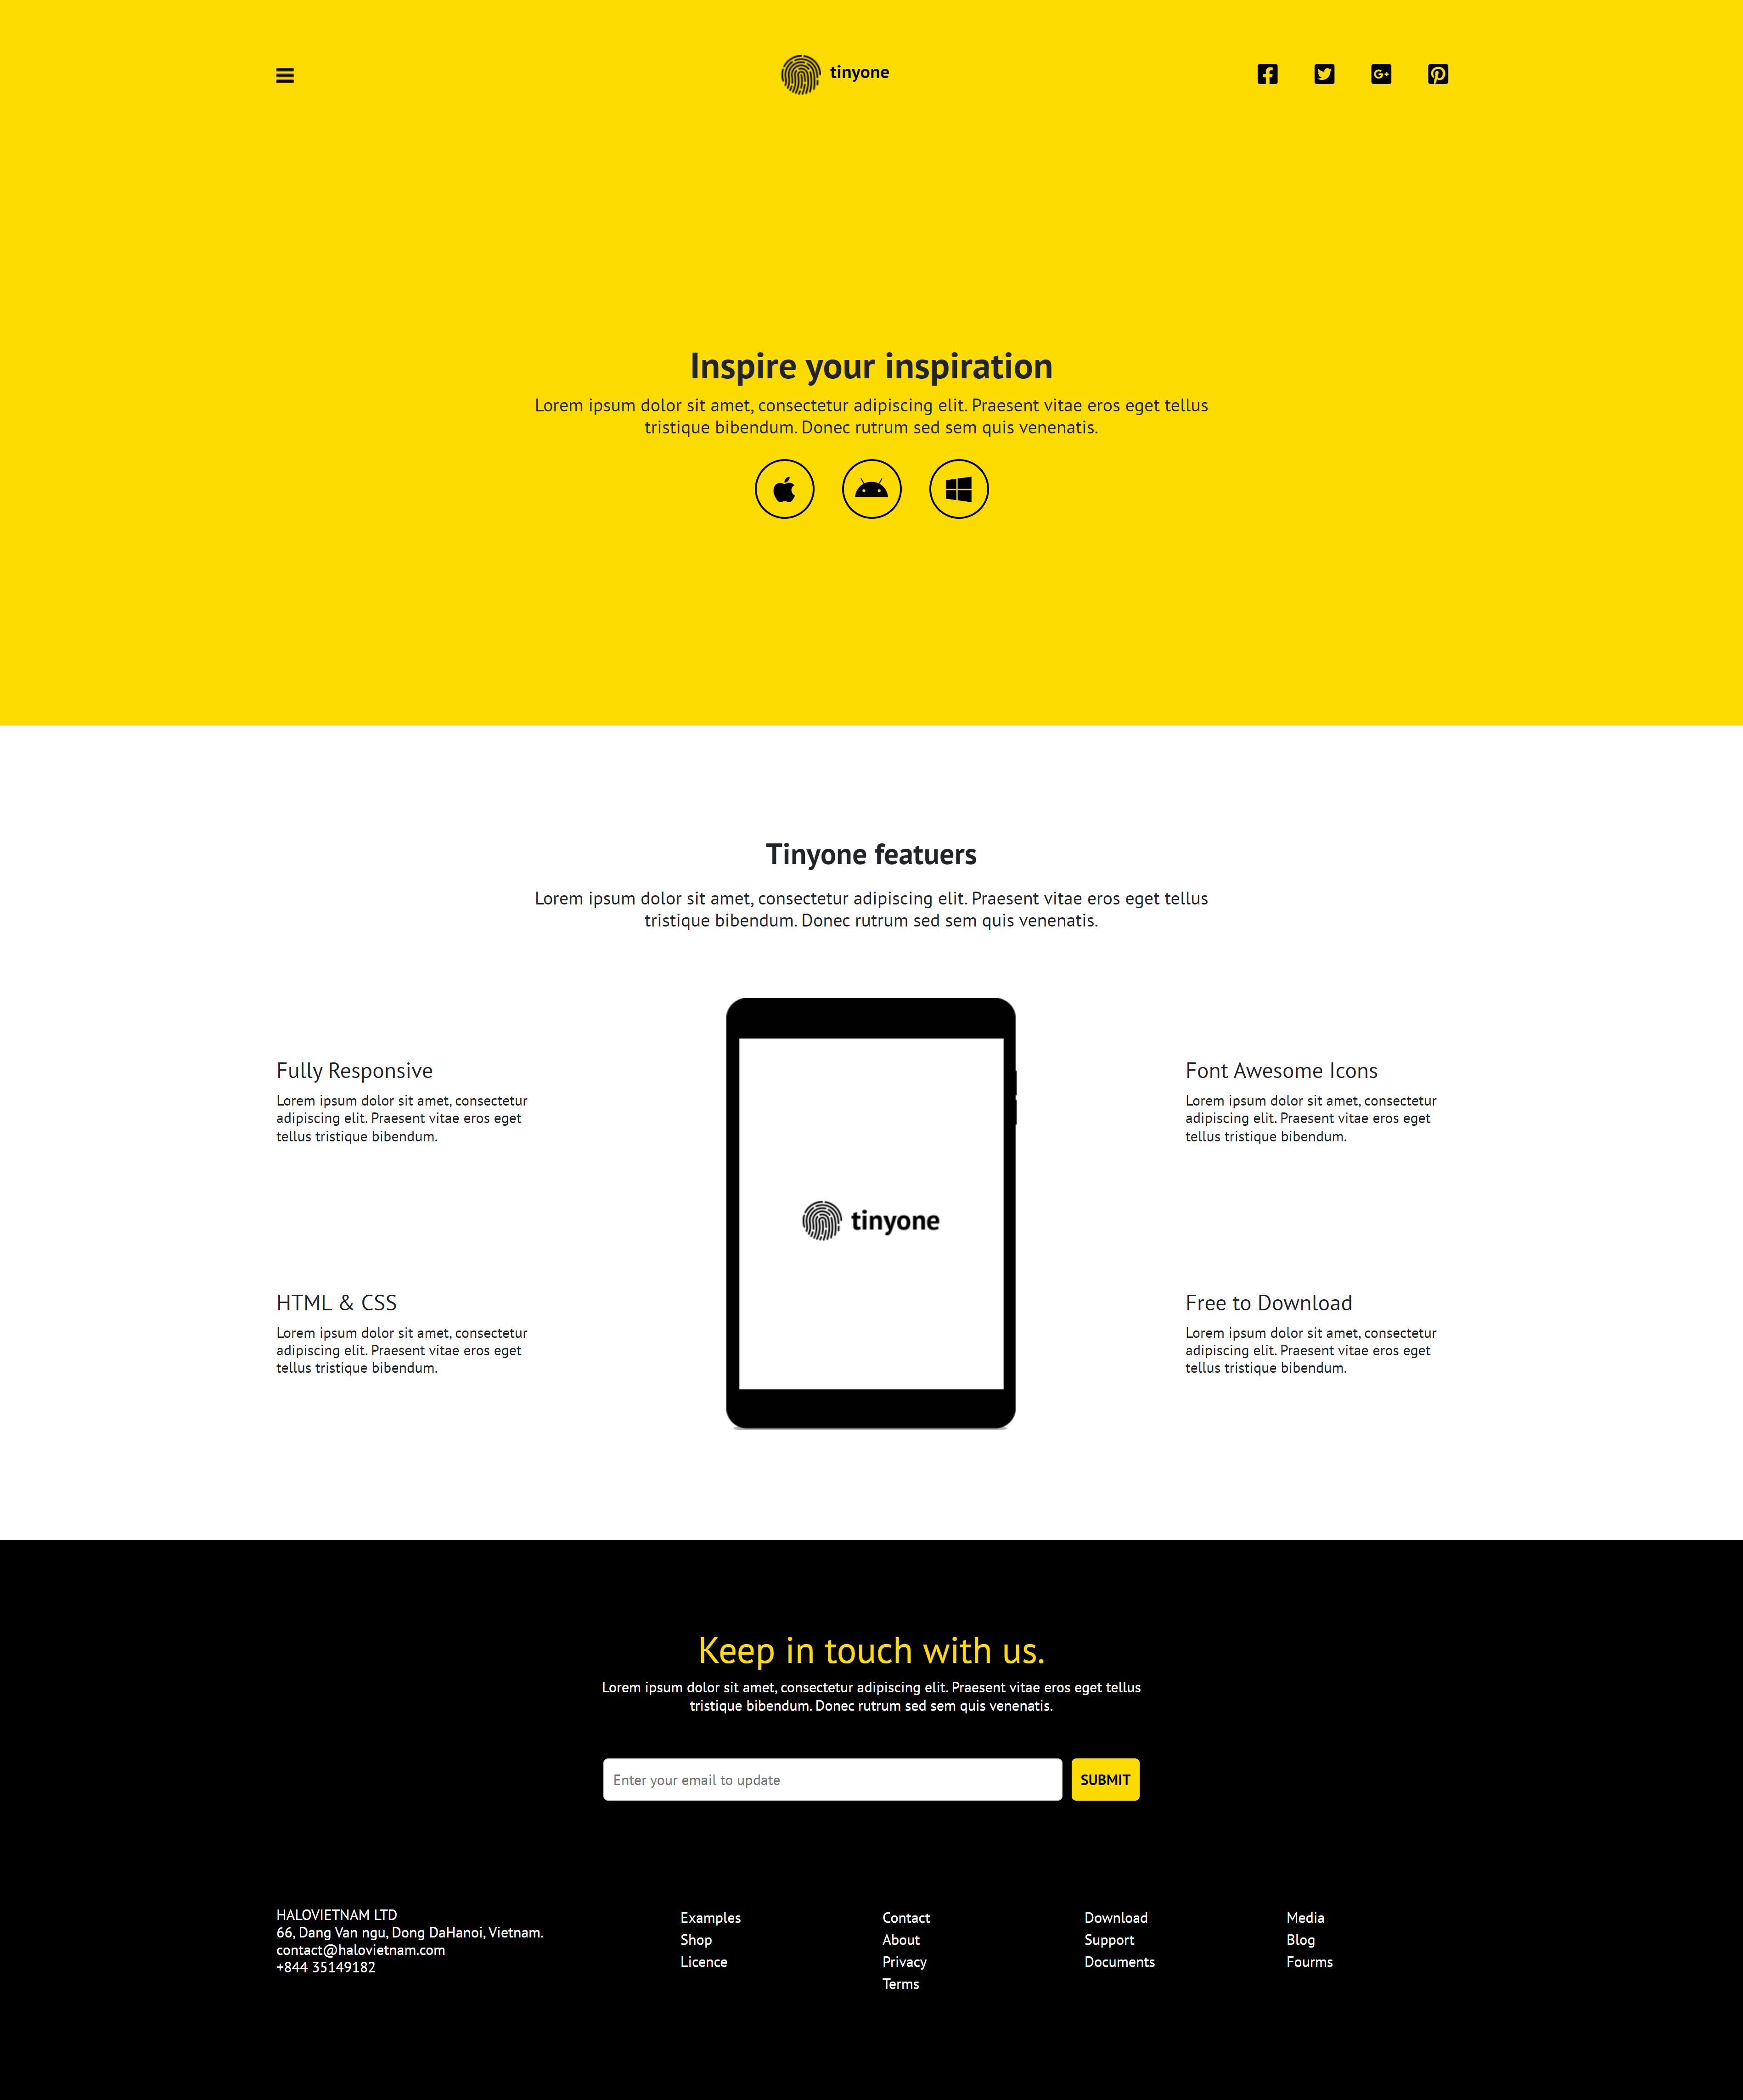 tinyone
Inspire your inspiration
Lorem ipsum dolor sit amet, consectetur adipiscing elit. Praesent vitae eros eget tellus
tristique bibendum. Donec rutrum sed sem quis venenatis.
Tinyone featuers
Lorem ipsum dolor sit amet, consectetur adipiscing elit. Praesent vitae eros eget tellus
tristique bibendum. Donec rutrum sed sem quis venenatis.
Fully Responsive
Lorem ipsum dolor sit amet, consectetur
adipiscing elit. Praesent vitae eros eget
tellus tristique bibendum.
HTML & CSS
Lorem ipsum dolor sit amet, consectetur
adipiscing elit. Praesent vitae eros eget
tellus tristique bibendum.
tinyone
Font Awesome Icons
Lorem ipsum dolor sit amet, consectetur
adipiscing elit. Praesent vitae eros eget
tellus tristique bibendum.
Free to Download
Lorem ipsum dolor sit amet, consectetur
adipiscing elit. Praesent vitae eros eget
tellus tristique bibendum.
Keep in touch with us.
Lorem ipsum dolor sit amet, consectetur adipiscing elit. Praesent vitae eros eget tellus
tristique bibendum. Donec rutrum sed sem quis venenatis.
Enter your email to update
SUBMIT
HALOVIETNAM LTD
66, Dang Van ngu, Dong DaHanoi, Vietnam.
contact@halovietnam.com
+844 35149182
Examples
Shop
Licence
Contact
About
Privacy
Terms
Download
Support
Documents
Media
Blog
Fourms